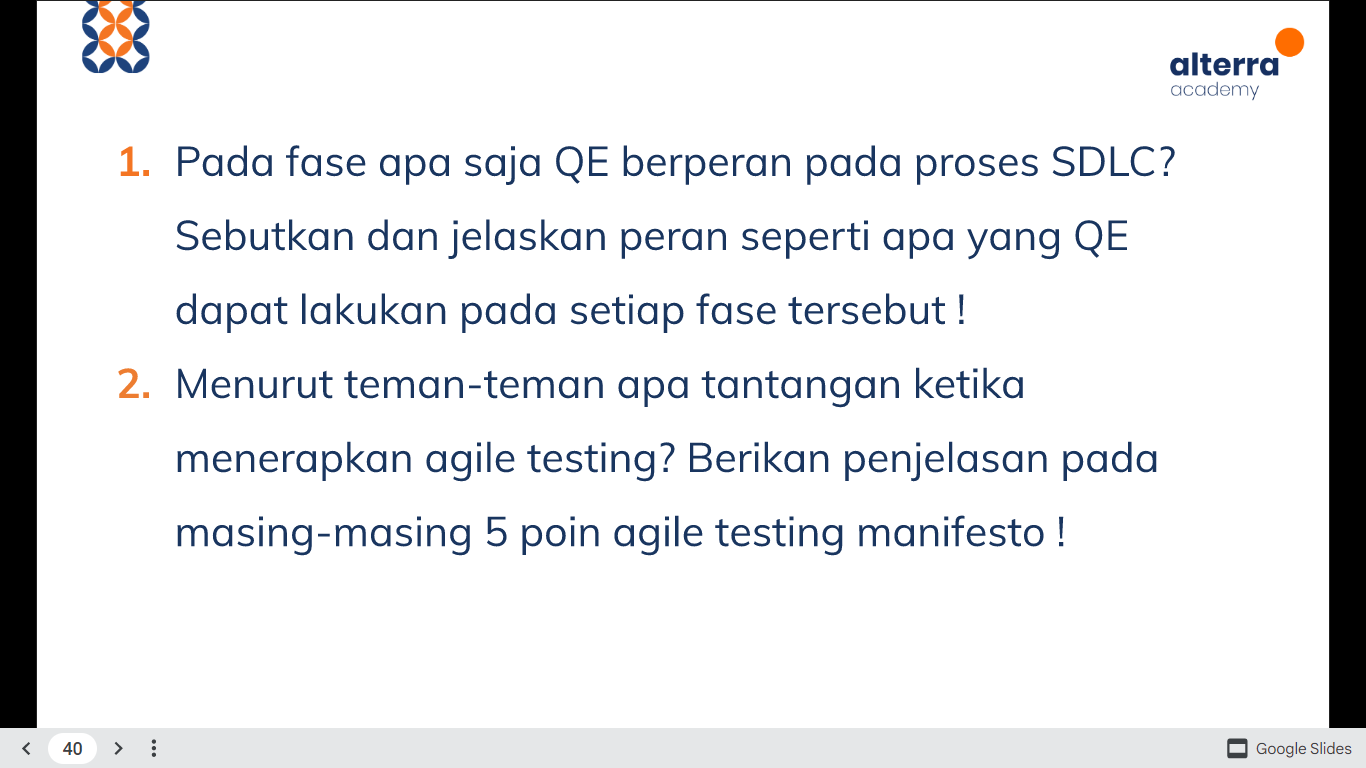 alterra
academy
1. Pada fase apa saja QE berperan pada proses SDLC?
Sebutkan dan jelaskan peran seperti apa yang QE
dapat lakukan pada setiap fase tersebut !
2. Menurut teman-teman apa tantangan ketika
menerapkan agile testing? Berikan penjelasan pada
masing-masing 5 poin agile testing manifesto !
40
Google Slides